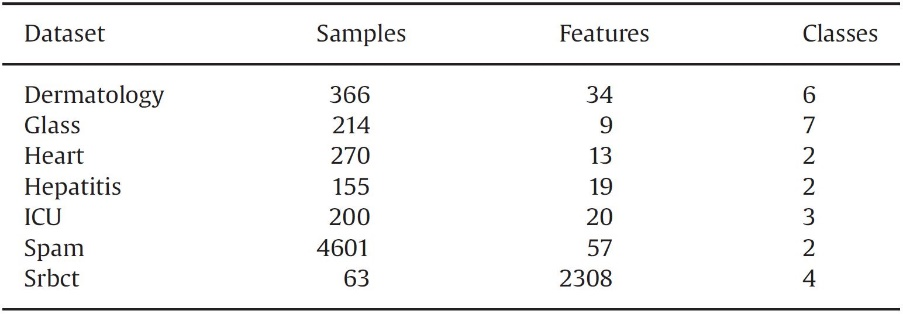 Dataset Samples Features Classes
Dermatology 366 34 6
Glass 214 9 7
Heart 270 13 2
Hepatitis 155 19 2
ICU 200 20 3
Spam 4601 57 2
Srbct 63 2308 4